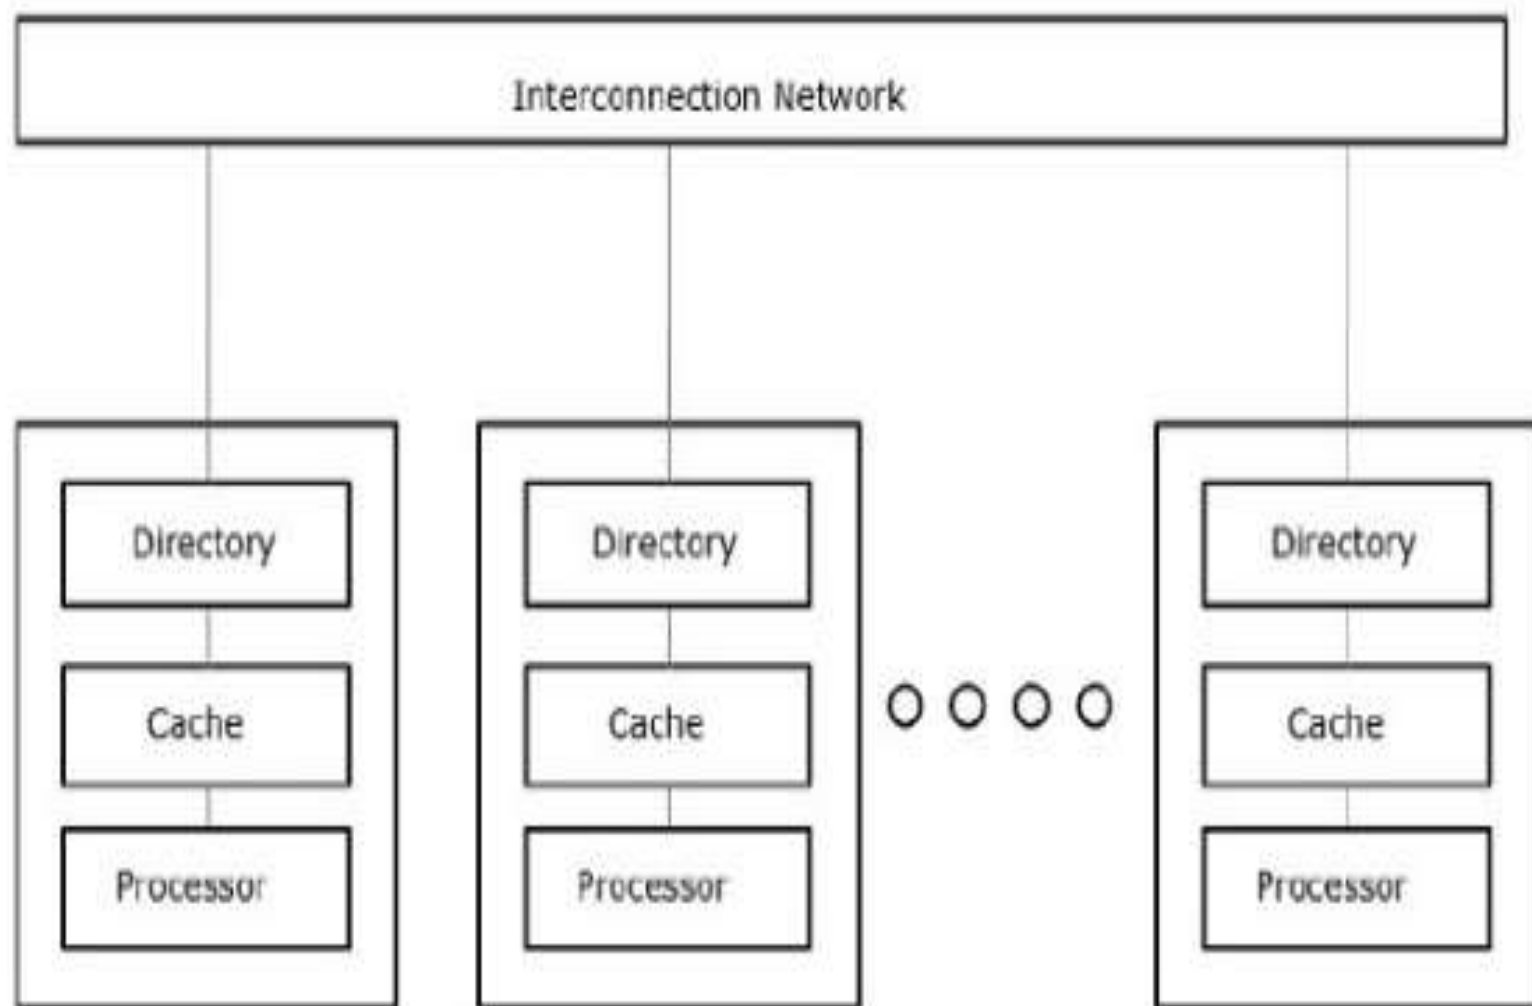 Interconnection Network
Directory
Cache
Processor
Directory
Cache
Processor
Directory
Cache
Processor